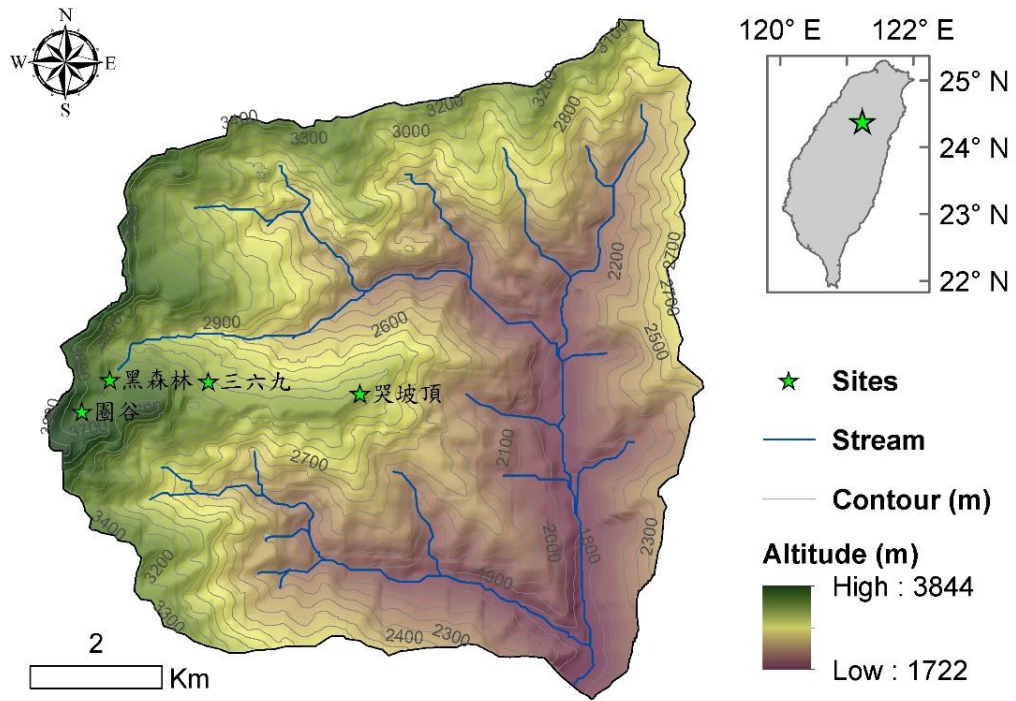 N
W
E
S
120° E
122° E
25° N
24° N
23° N
22° N
3100
3200
3200
3400
3300
3000
2800
2200
2700
2700
2500
2900
2600
黑森林
三六九
哭坡頂
圈谷
3700
2700
2100
3400
3200
3300
2000
1800
2300
1900
2400
2300
Sites
Stream
Contour (m)
Altitude (m)
High : 3844
Low : 1722
2
Km